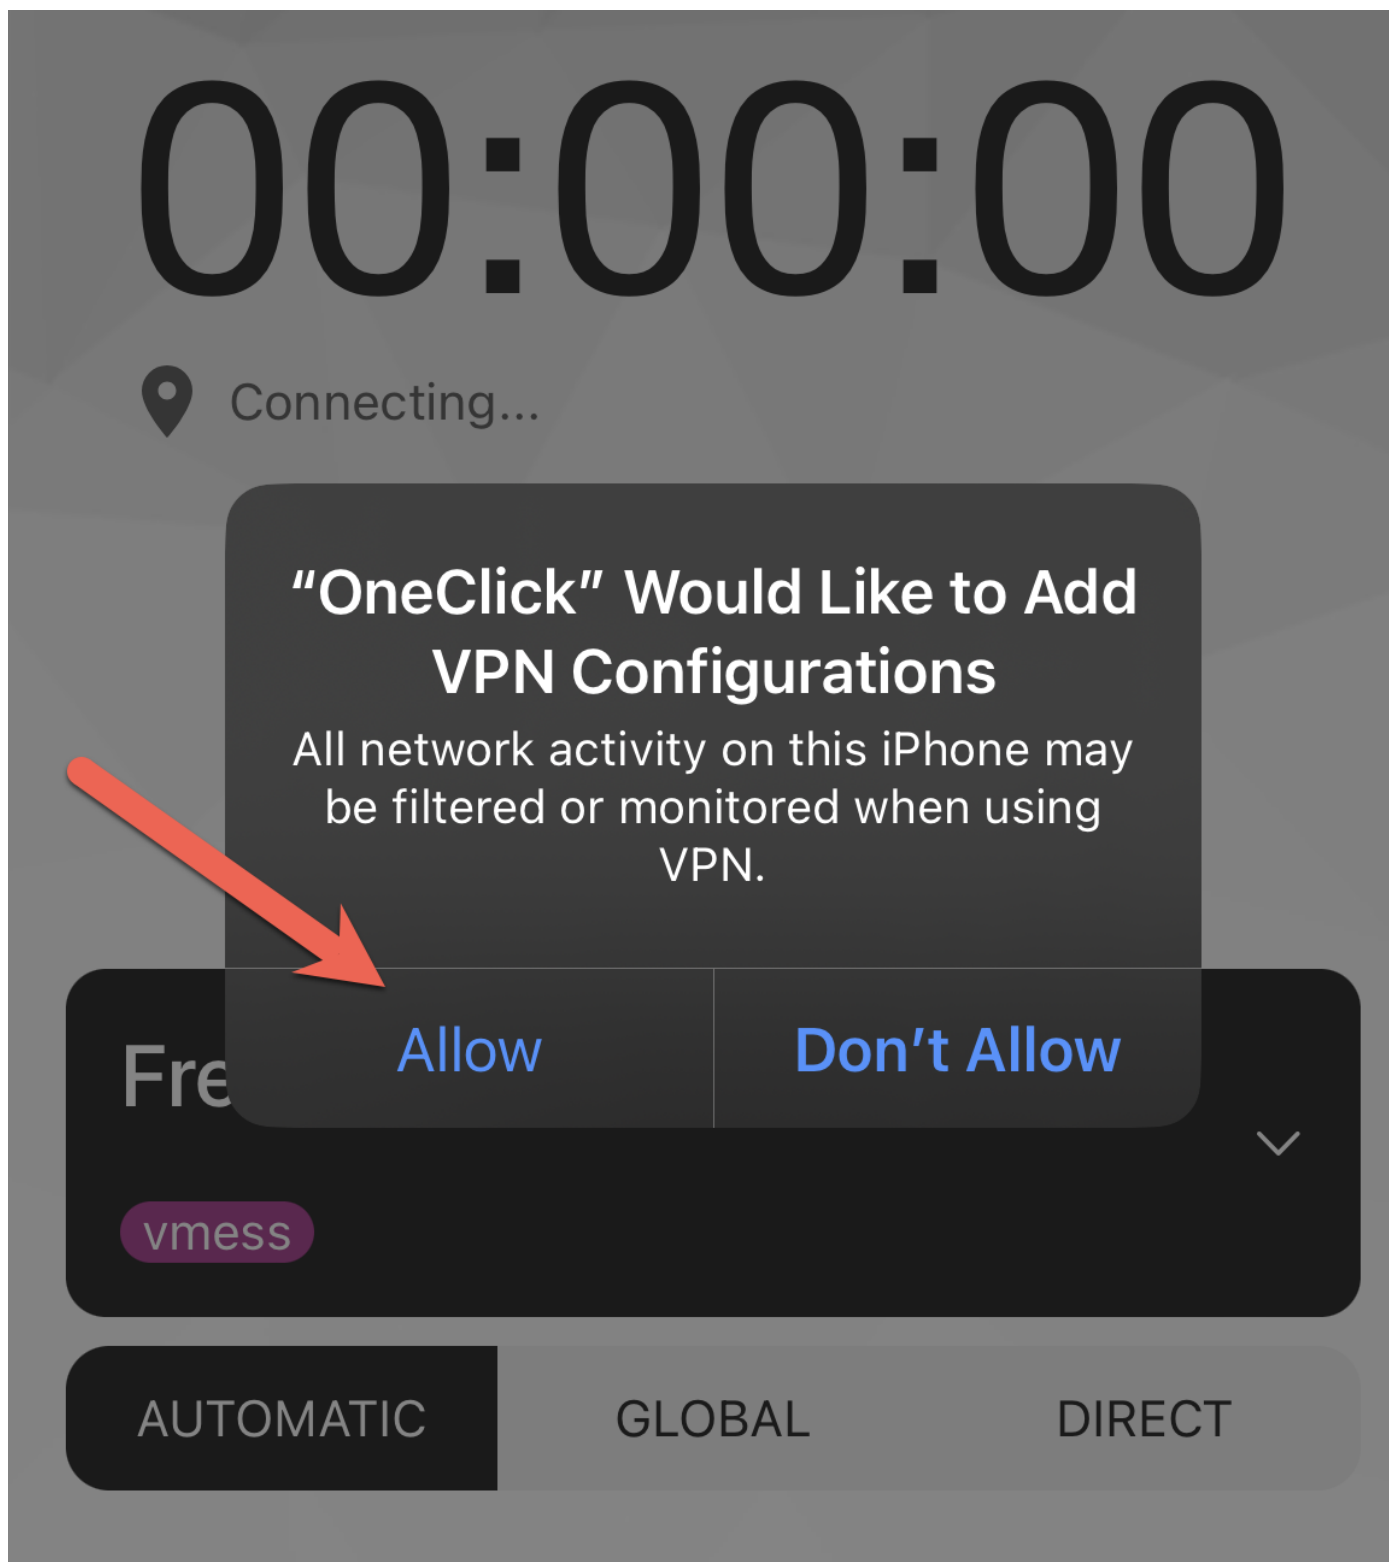 00:00:00
Connecting...
“OneClick” Would Like to Add
VPN Configurations
All network activity on this iPhone may
be filtered or monitored when using
VPN.
Allow
Don’t Allow
Fre
vmess
AUTOMATIC
GLOBAL
DIRECT